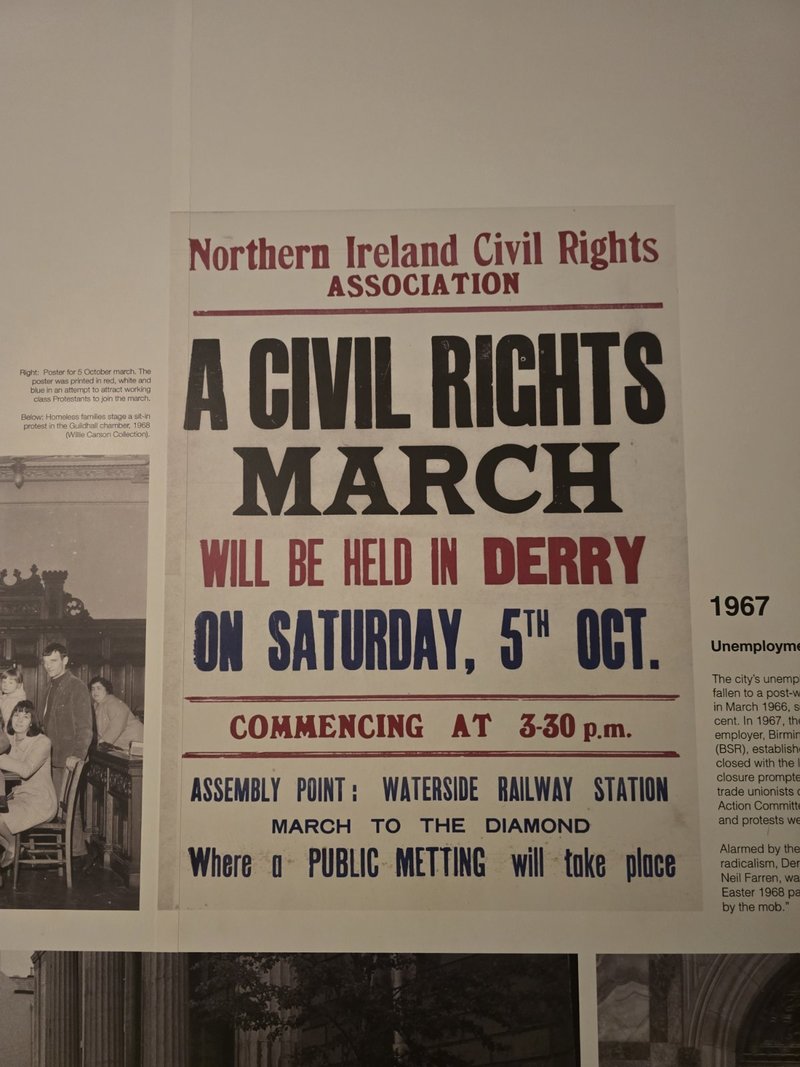 Northern Ireland Civil Rights
ASSOCIATION
A CIVIL RIGHTS
MARCH
WILL BE HELD IN DERRY
ON SATURDAY, 5TH OCT.
COMMENCING AT 3-30 p.m.
ASSEMBLY POINT: WATERSIDE RAILWAY STATION
MARCH TO THE DIAMOND
Where a PUBLIC METTING will take place
Right: Poster for 5 October march. The
poster was printed in red, white and
blue in an attempt to attract working
class Protestants to join the march.
Below: Homeless families stage a sit-in
protest in the Guildhall chamber, 1968
(Willie Carson Collection).
1967
Unemployme
The city's unemp
fallen to a post-w
in March 1966, s
cent. In 1967, the
employer, Birmin
(BSR), establish
closed with the l
closure prompte
trade unionists
Action Committe
and protests we
Alarmed by the
radicalism, Der
Neil Farren, wa
Easter 1968 pa
by the mob."